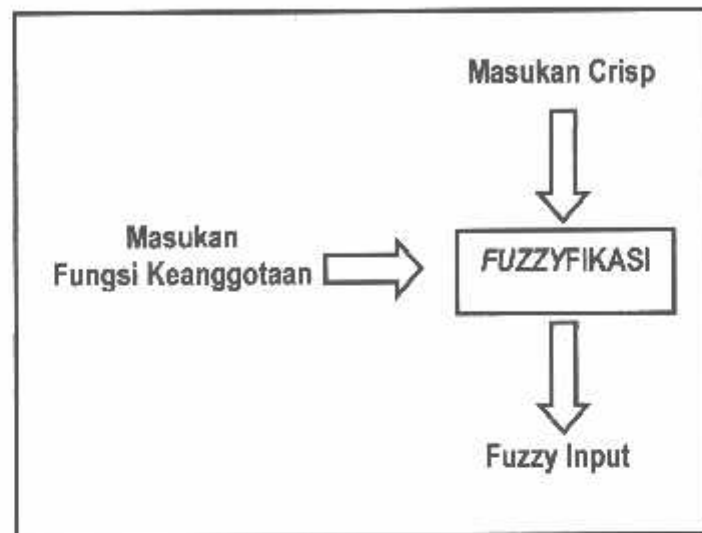 Masukan Crisp
Masukan
Fungsi Keanggotaan
FUZZYFIKASI
Fuzzy Input